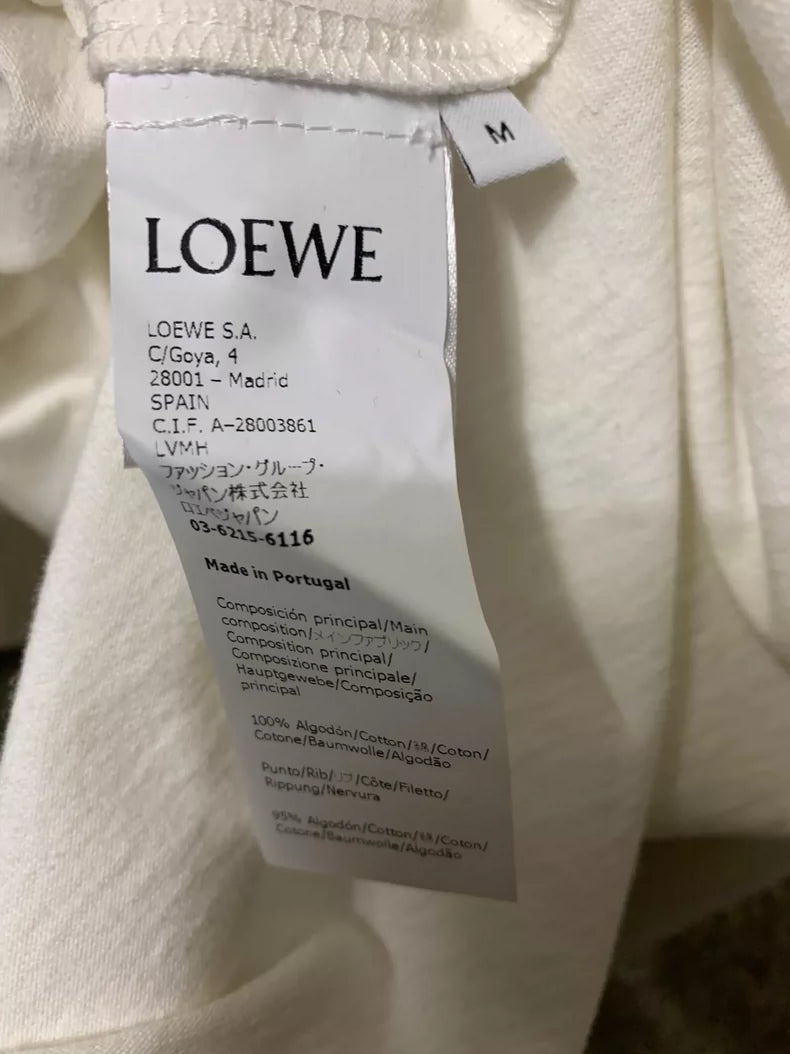 M
LOEWE
LOEWE S.A.
C/Goya, 4
28001 – Madrid
SPAIN
C.I.F. A–28003861
LVMH
ファッション・グループ・
ジャパン株式会社
ロエベジャパン
03-6215-6116
Made in Portugal
Composición principal/Main
composition/メインファブリック/
Composition principal/
Composizione principale/
Hauptgewebe/Composição
principal
100% Algodón/Cotton/綿/Coton/
Cotone/Baumwolle/Algodão
Punto/Rib/リブ/Côte/Filetto/
Rippung/Nervura
95% Algodón/Cotton/綿/Coton/
Cotone/Baumwolle/Algodão